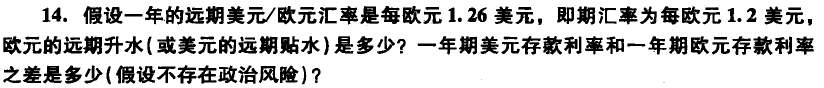 14. 假设一年的远期美元/欧元汇率是每欧元 1. 26 美元，即期汇率为每欧元 1. 2 美元，
欧元的远期升水(或美元的远期贴水)是多少？一年期美元存款利率和一年期欧元存款利率
之差是多少(假设不存在政治风险)？